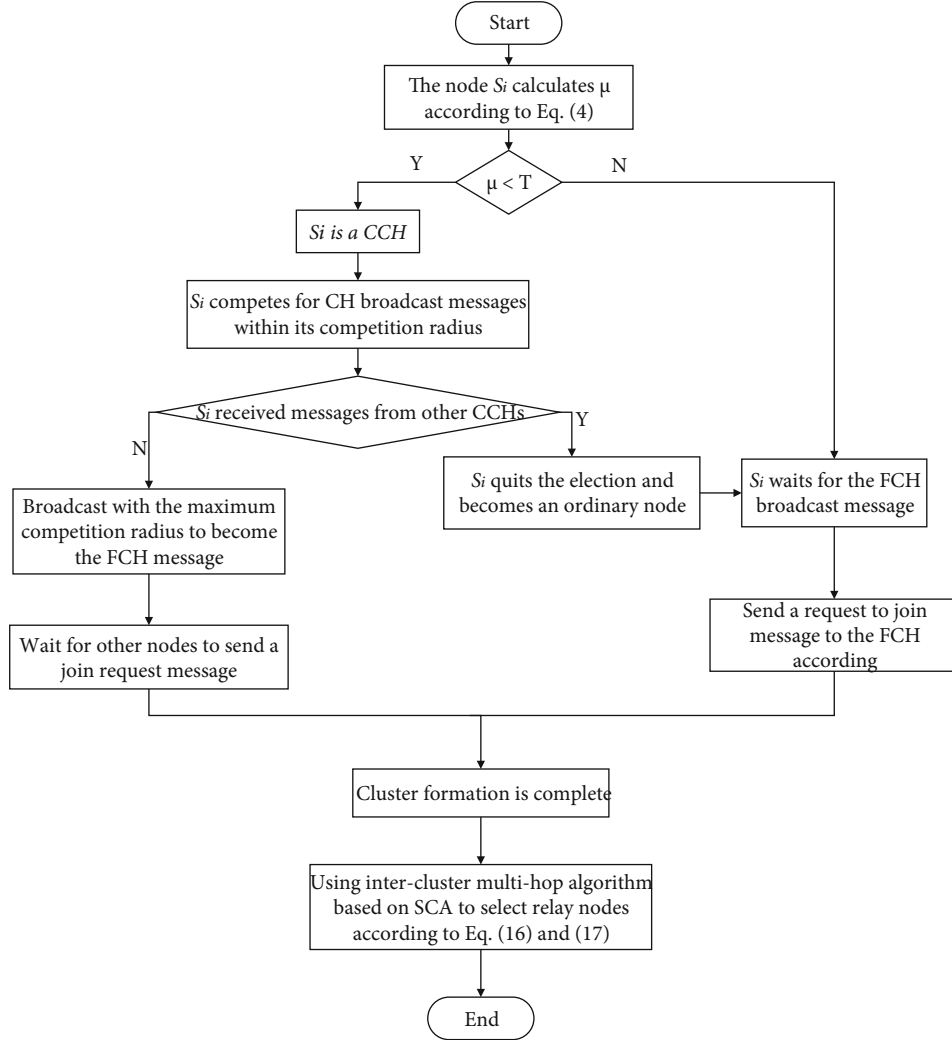 Start
The node Si calculates μ
according to Eq. (4)
Y
N
μ < T
Si is a CCH
Si competes for CH broadcast messages
within its competition radius
Si received messages from other CCHs
Y
N
Si quits the election and
becomes an ordinary node
Si waits for the FCH
broadcast message
Broadcast with the maximum
competition radius to become
the FCH message
Send a request to join
message to the FCH
according
Wait for other nodes to send a
join request message
Cluster formation is complete
Using inter-cluster multi-hop algorithm
based on SCA to select relay nodes
according to Eq. (16) and (17)
End